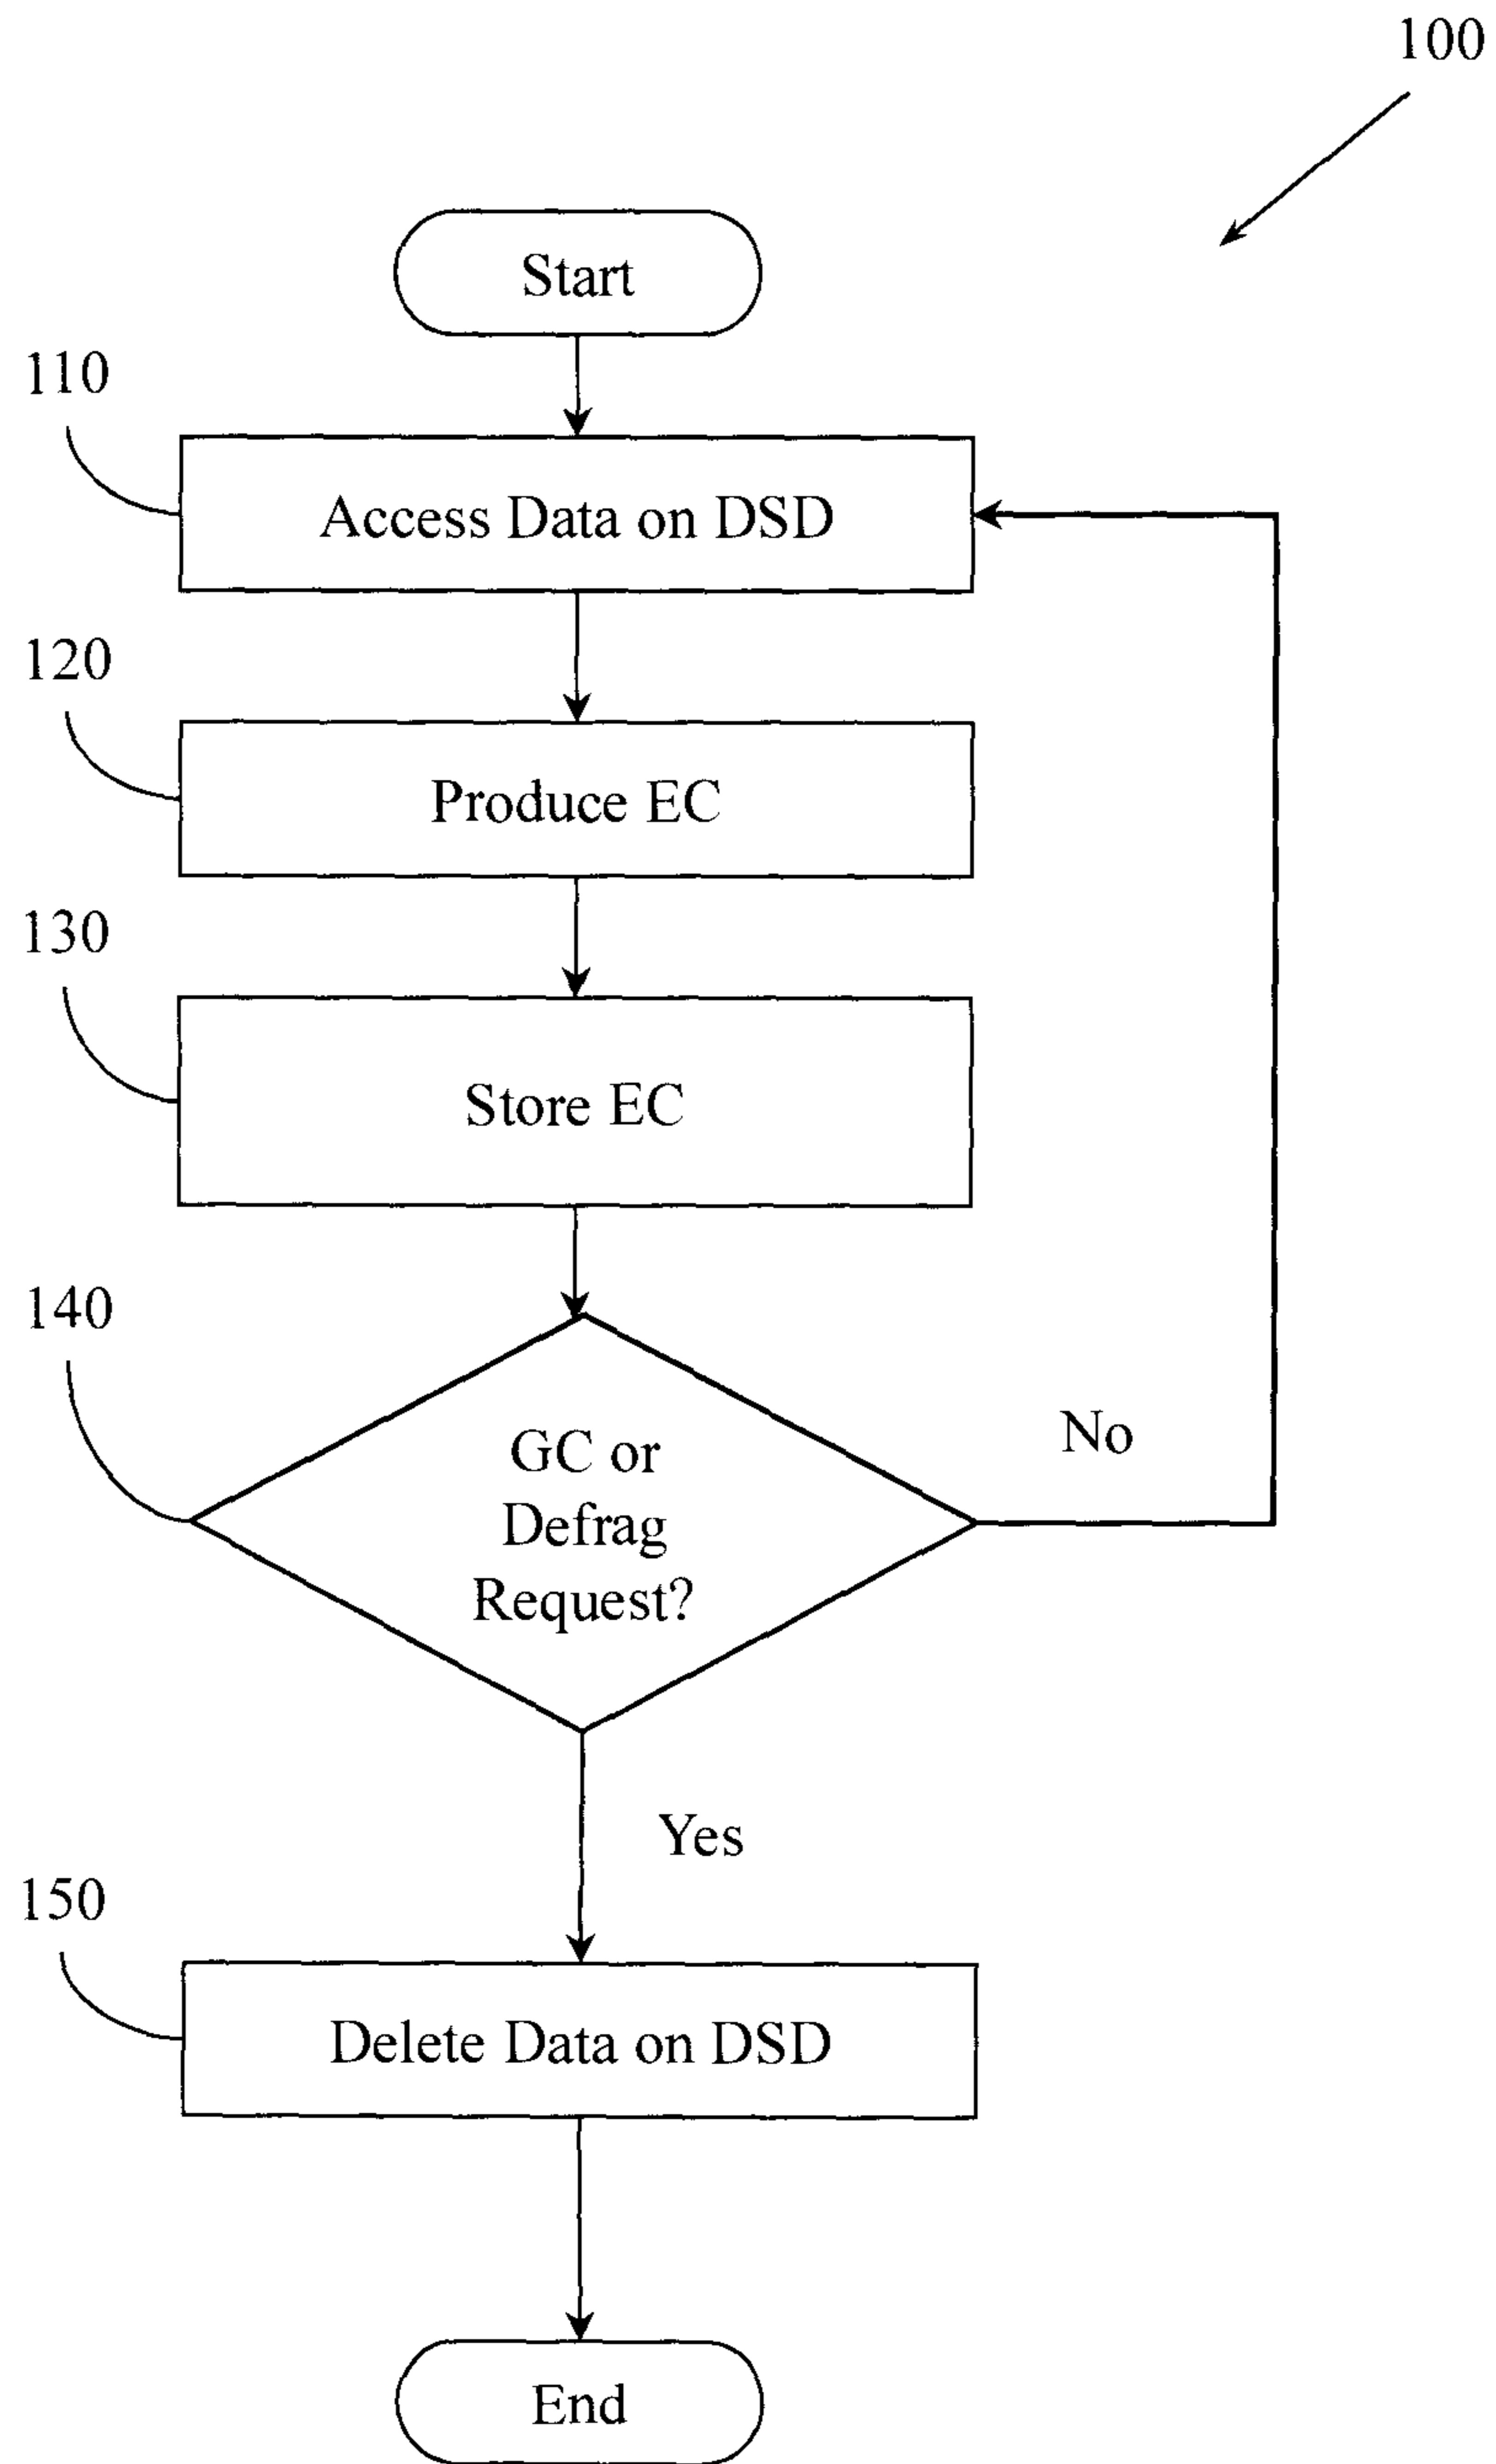 100
Start
110
Access Data on DSD
120
Produce EC
130
Store EC
140
GC or
Defrag
Request?
No
Yes
150
Delete Data on DSD
End